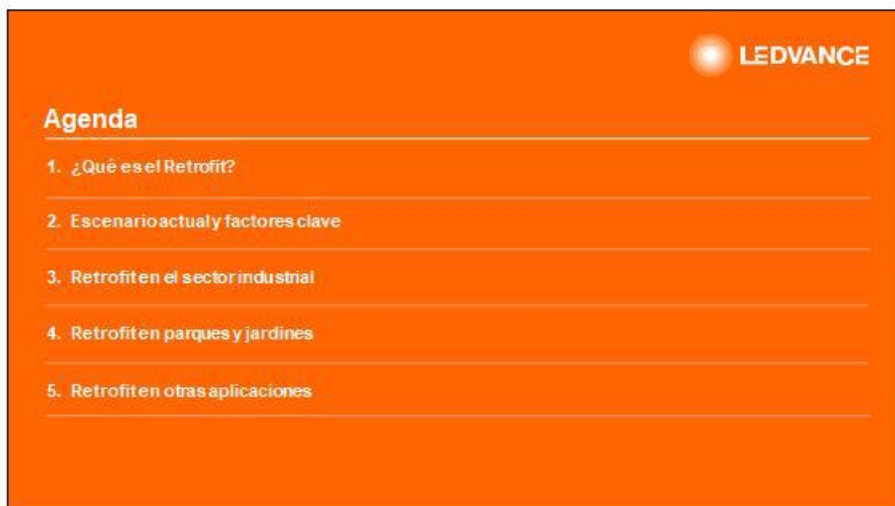 LEDVANCE
Agenda
1. ¿Qué es el Retrofit?
2. Escenario actual y factores clave
3. Retrofit en el sector industrial
4. Retrofit en parques y jardines
5. Retrofit en otras aplicaciones